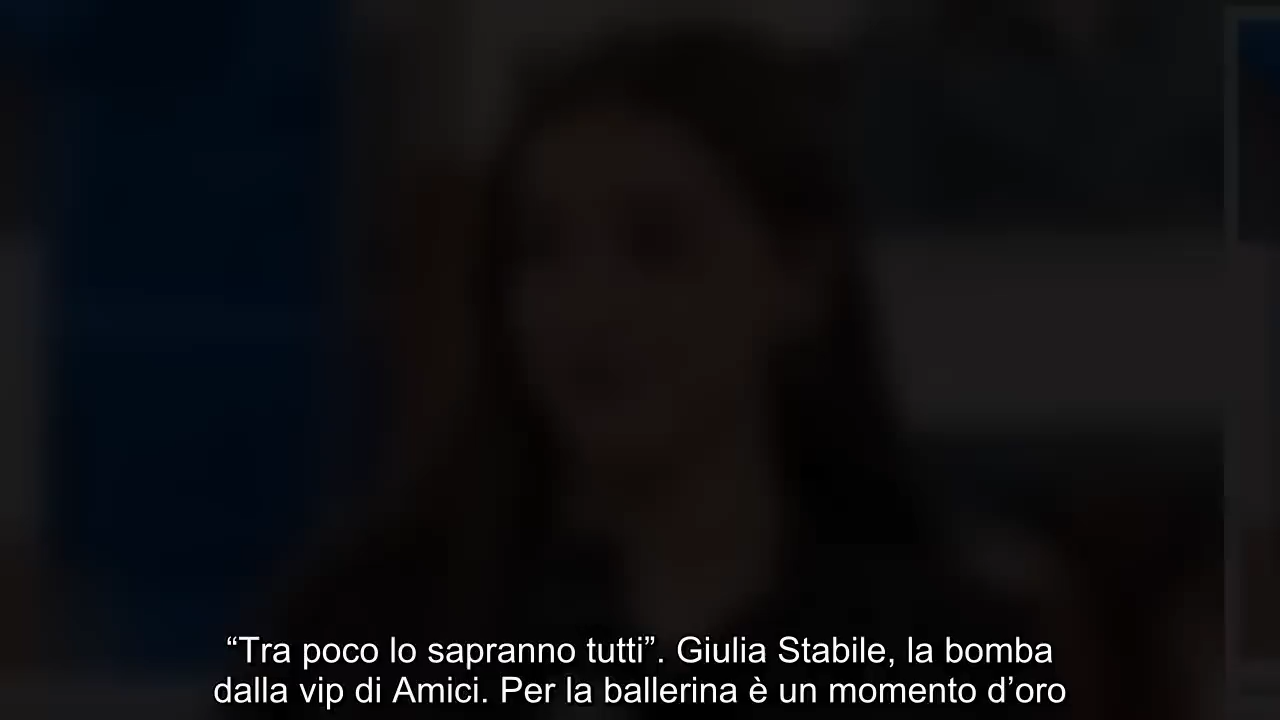 “Tra poco lo sapranno tutti”. Giulia Stabile, la bomba
dalla vip di Amici. Per la ballerina è un momento d’oro